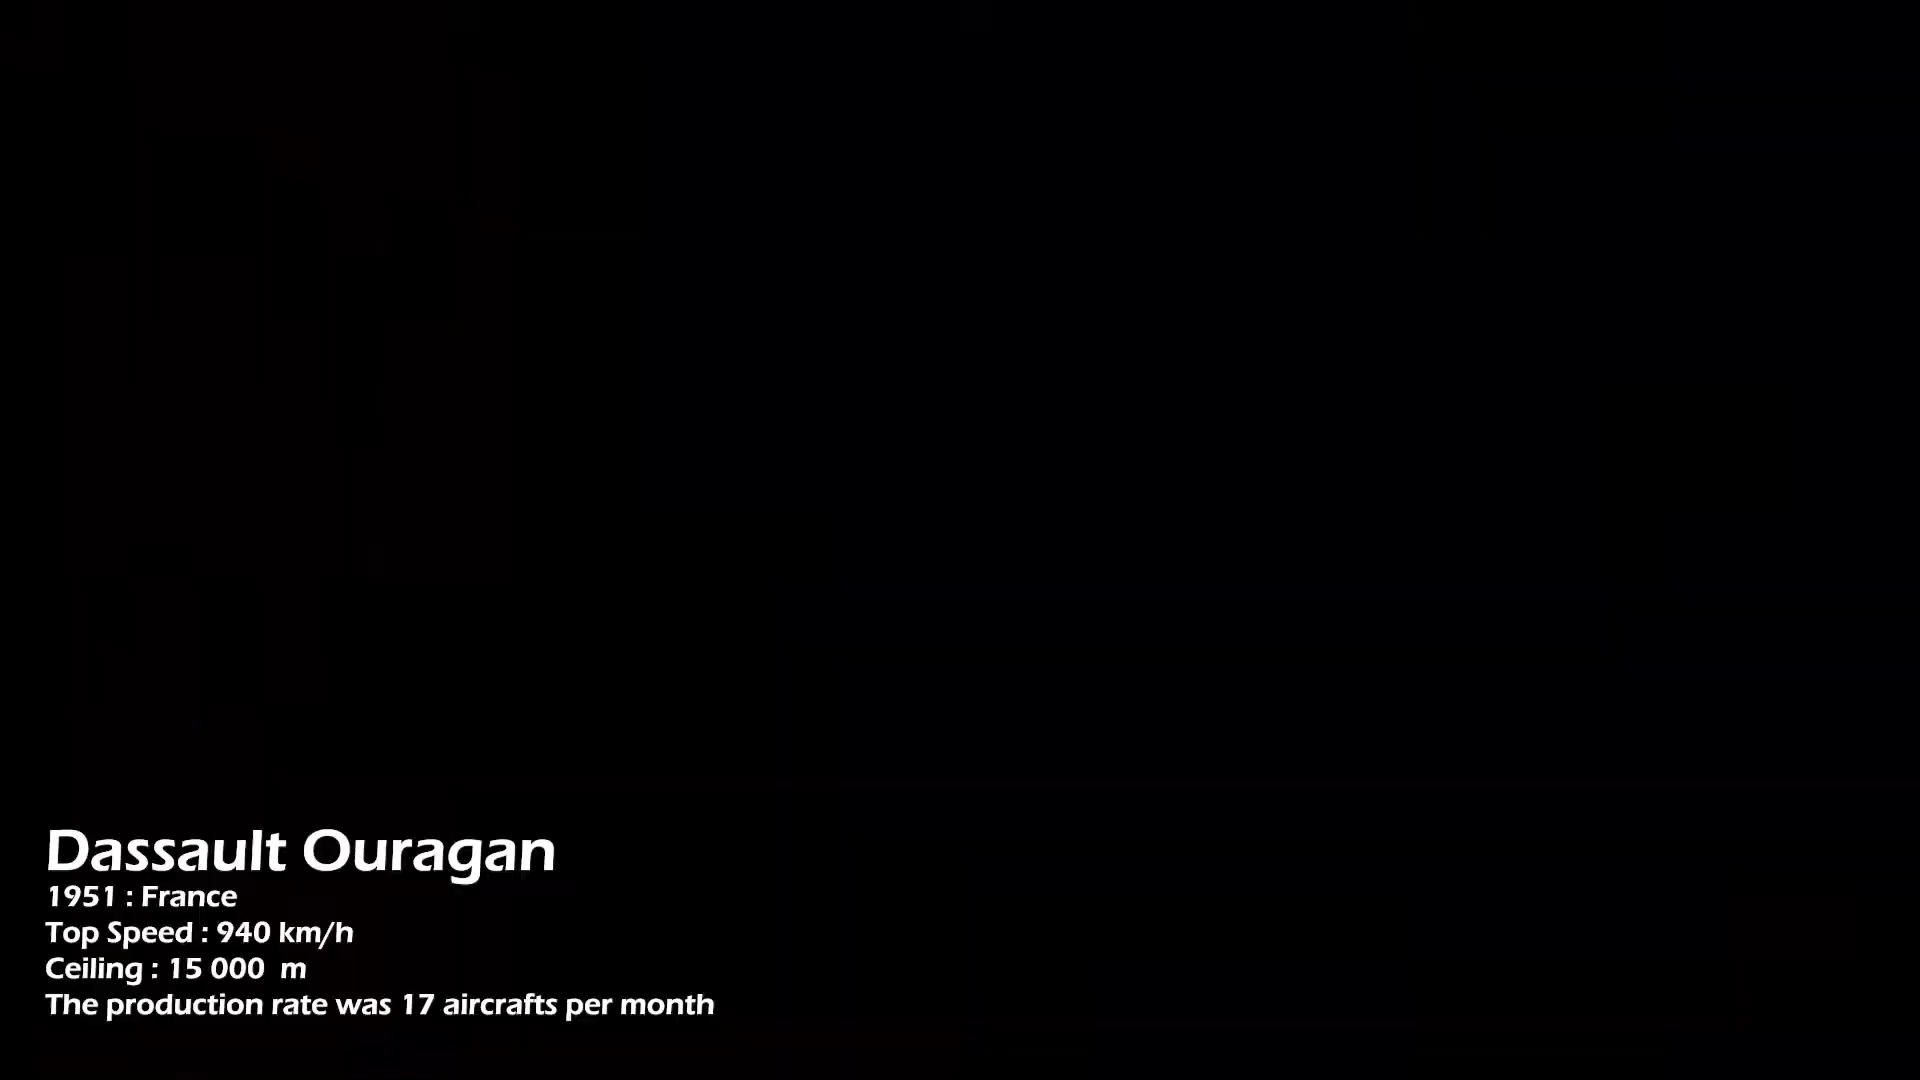 Dassault Ouragan
1951 : France
Top Speed : 940 km/h
Ceiling : 15 000  m
The production rate was 17 aircrafts per month